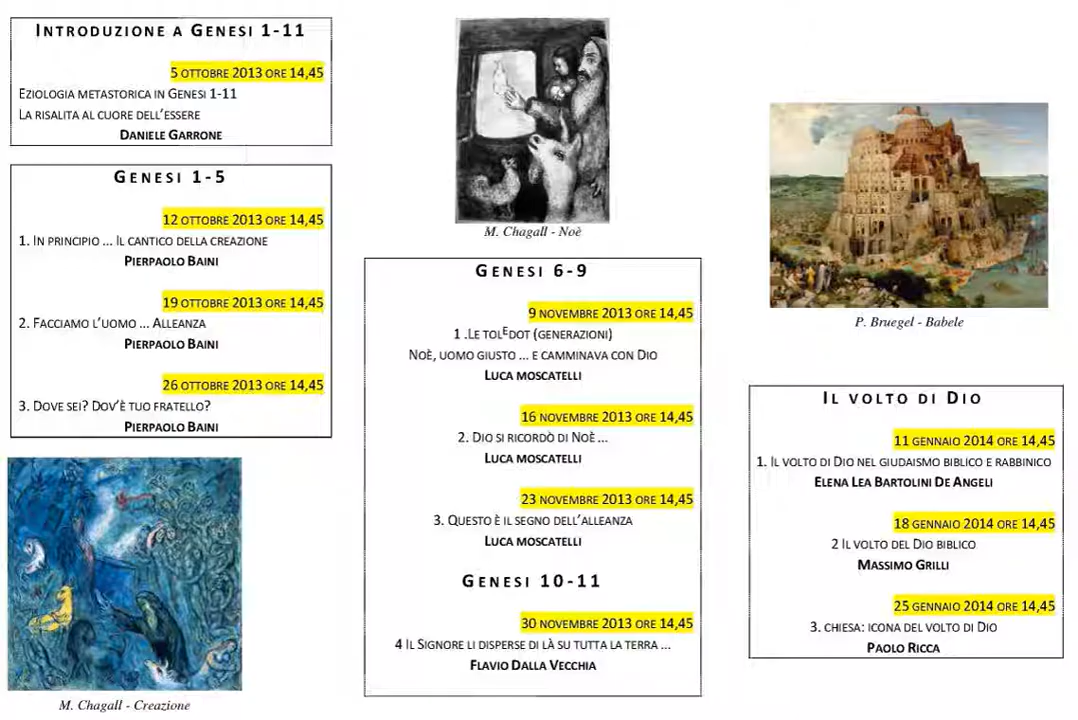 INTRODUZIONE A GENESI 1-11
5 OTTOBRE 2013 ORE 14,45
EZIOLOGIA METASTORICA IN GENESI 1-11
LA RISALITA AL CUORE DELL'ESSERE
DANIELE GARRONE
GENESI 1-5
12 OTTOBRE 2013 ORE 14,45
1. IN PRINCIPIO ... IL CANTICO DELLA CREAZIONE
PIERPAOLO BAINI
19 OTTOBRE 2013 ORE 14,45
2. FACCIAMO L'UOMO ... ALLEANZA
PIERPAOLO BAINI
26 OTTOBRE 2013 ORE 14,45
3. DOVE SEI? DOV'È TUO FRATELLO?
PIERPAOLO BAINI
M. Chagall - Creazione
M. Chagall - Noè
GENESI 6-9
9 NOVEMBRE 2013 ORE 14,45
1 .LE TOLEDOT (GENERAZIONI)
NOÈ, UOMO GIUSTO ... E CAMMINAVA CON DIO
LUCA MOSCATELLI
16 NOVEMBRE 2013 ORE 14,45
2. DIO SI RICORDÒ DI NOÈ ...
LUCA MOSCATELLI
23 NOVEMBRE 2013 ORE 14,45
3. QUESTO È IL SEGNO DELL'ALLEANZA
LUCA MOSCATELLI
GENESI 10-11
30 NOVEMBRE 2013 ORE 14,45
4 IL SIGNORE LI DISPERSE DI LÀ SU TUTTA LA TERRA ...
FLAVIO DALLA VECCHIA
P. Bruegel - Babele
IL VOLTO DI DIO
11 GENNAIO 2014 ORE 14,45
1. IL VOLTO DI DIO NEL GIUDAISMO BIBLICO E RABBINICO
ELENA LEA BARTOLINI DE ANGELI
18 GENNAIO 2014 ORE 14,45
2 IL VOLTO DEL DIO BIBLICO
MASSIMO GRILLI
25 GENNAIO 2014 ORE 14,45
3. CHIESA: ICONA DEL VOLTO DI DIO
PAOLO RICCA